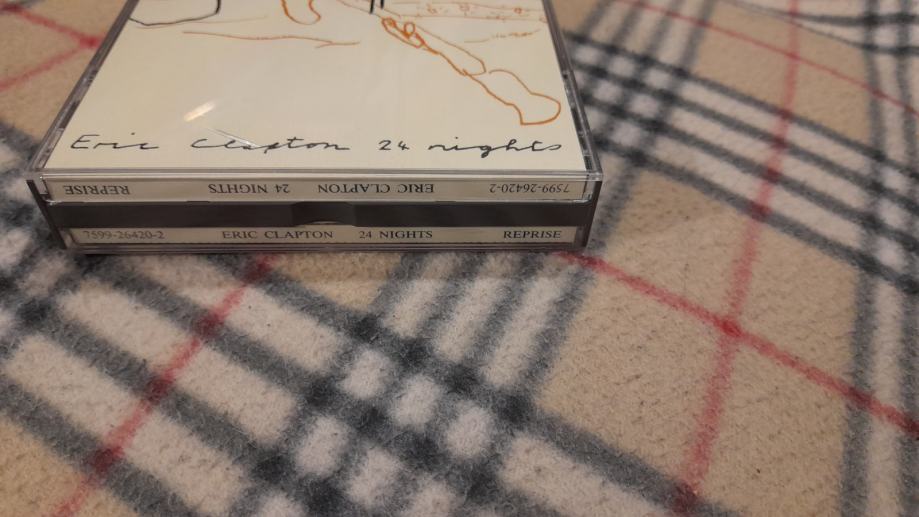 Eric Clapton 24 nights
7599-26420-2 ERIC CLAPTON 24 NIGHTS REPRISE
7599-26420-2 ERIC CLAPTON 24 NIGHTS REPRISE